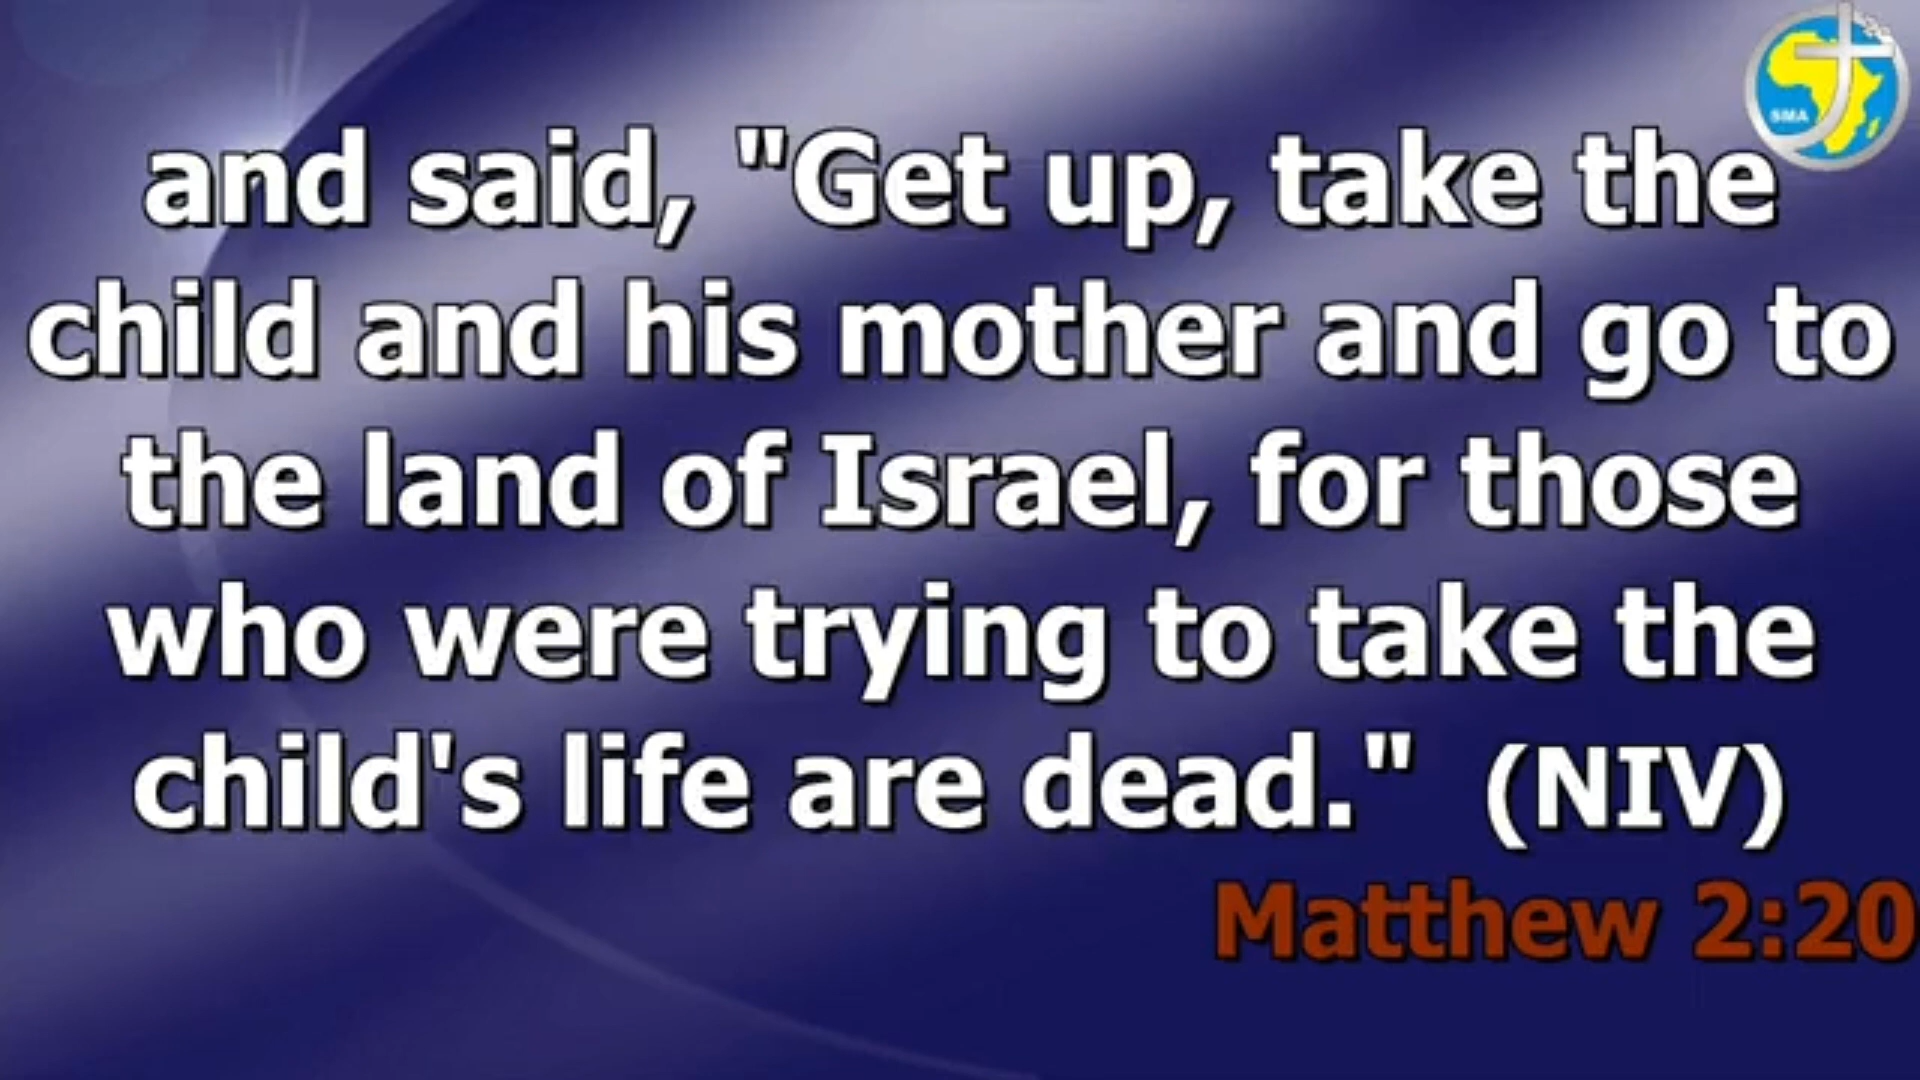 SMA
and said, "Get up, take the
child and his mother and go to
the land of Israel, for those
who were trying to take the
child's life are dead."  (NIV)
Matthew 2:20